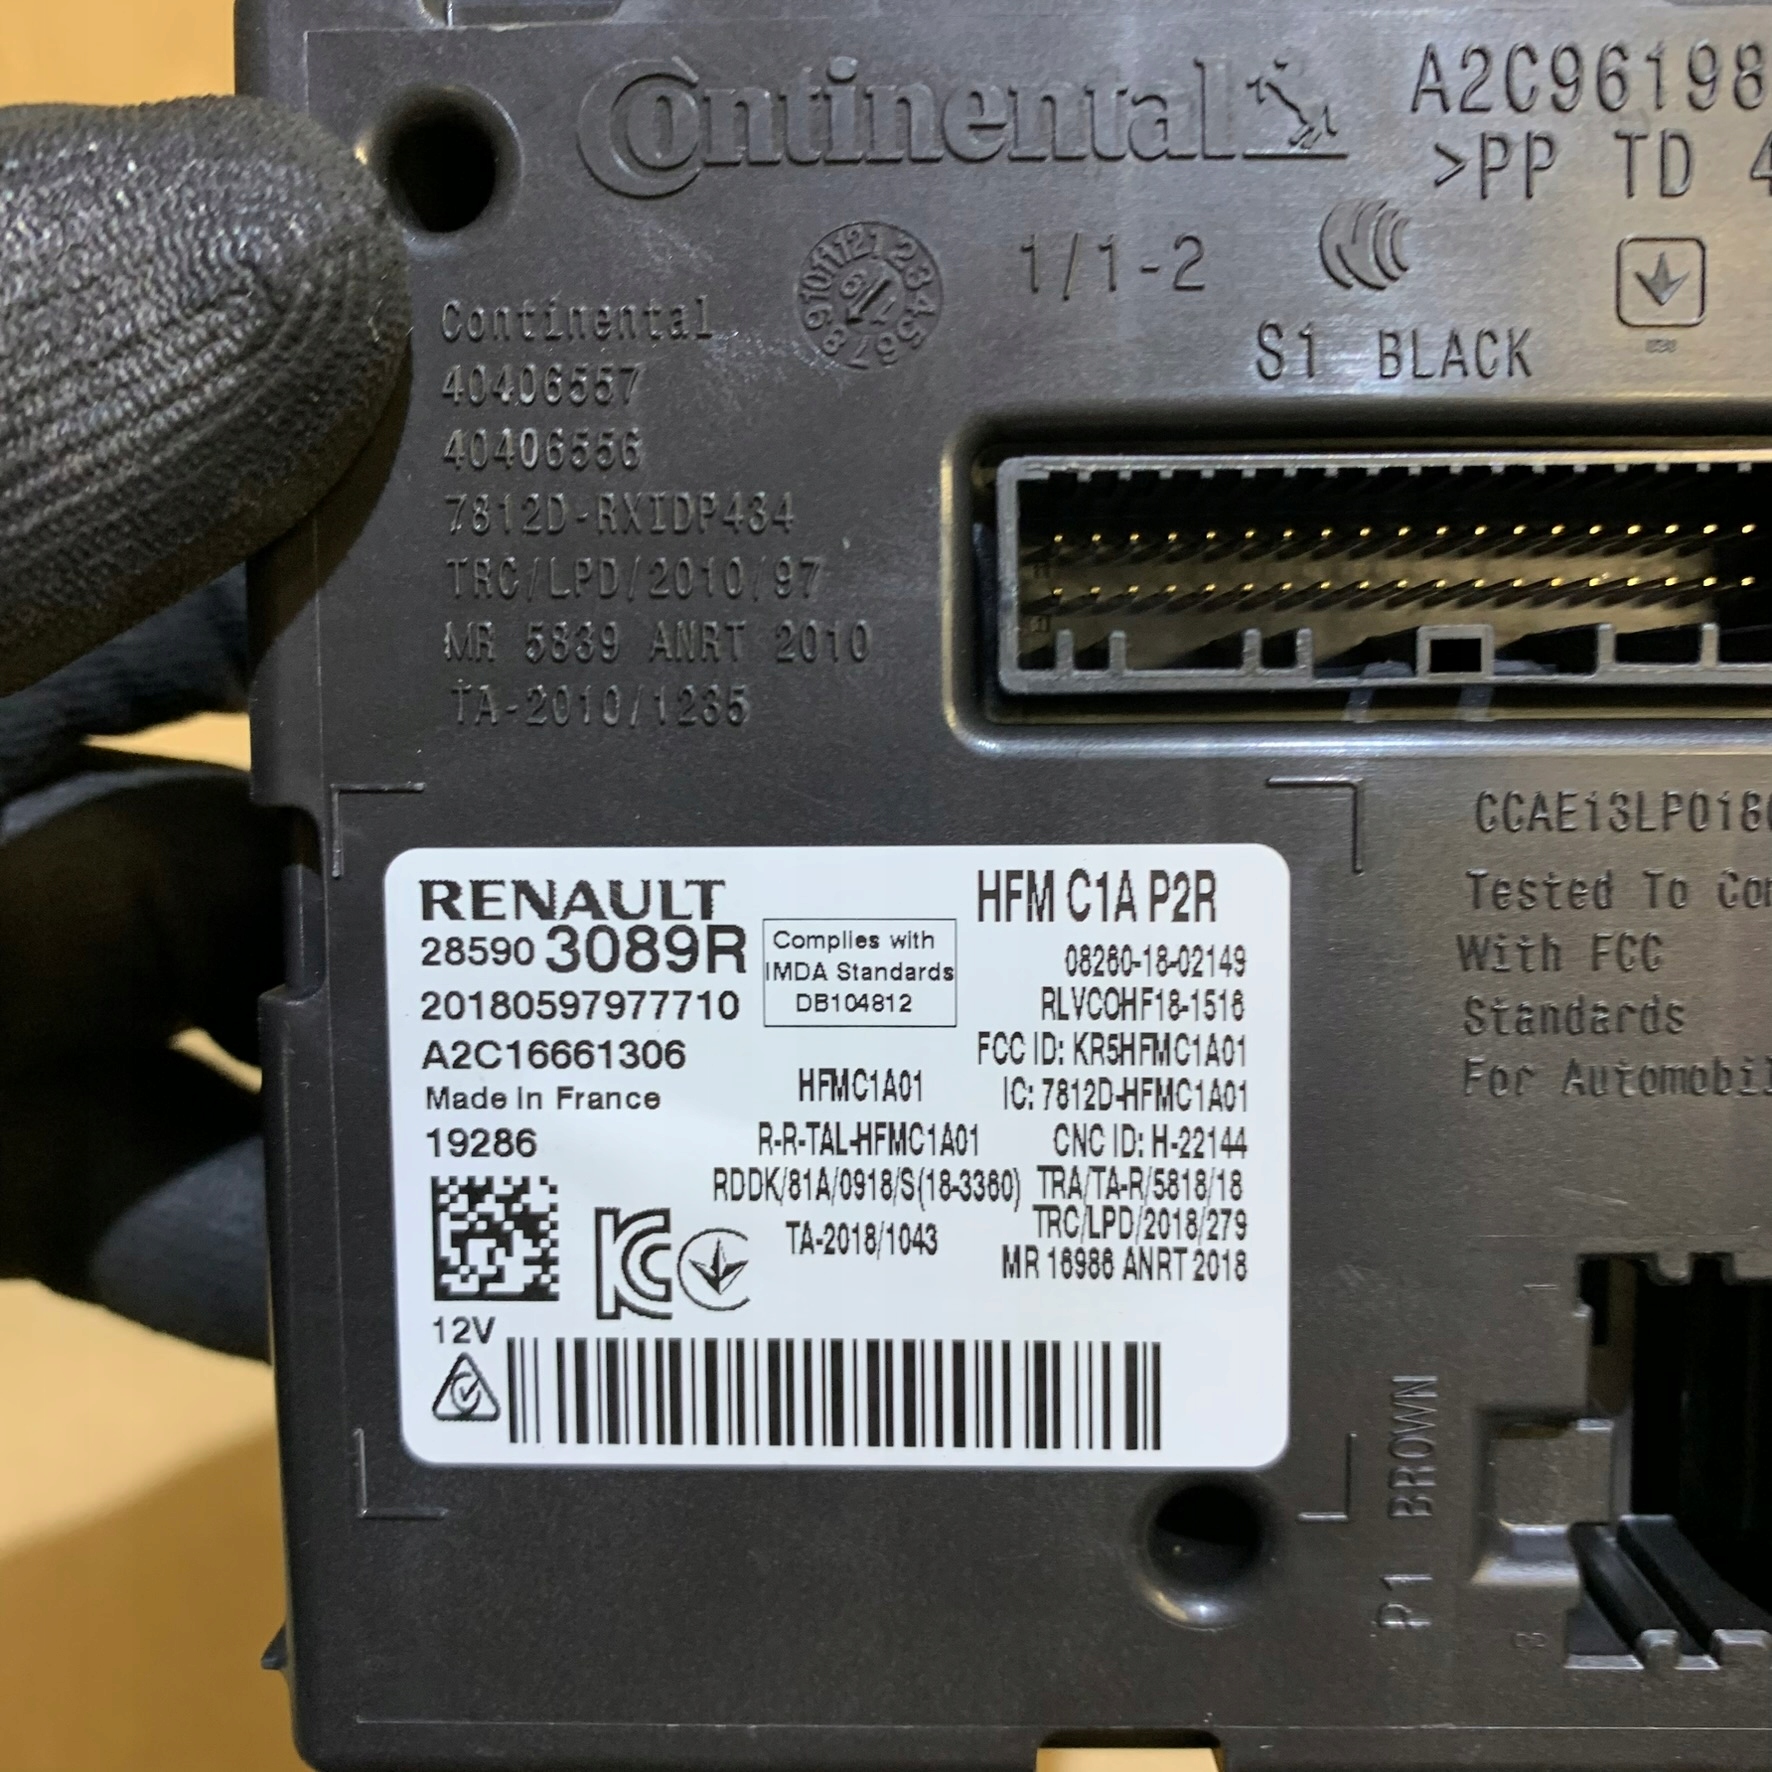 Continental
A2C96198
>PP TD 4
1/1-2
S1 BLACK
Continental
40406557
40406556
7812D-RXIDP434
TRC/LPD/2010/97
MR 5839 ANRT 2010
TA-2010/1235
CCAE13LP018
Tested To Con
With FCC
Standards
For Automobil
RENAULT
28590 3089R
20180597977710
A2C16661306
Made In France
19286
12V
Complies with
IMDA Standards
DB104812
HFMC1A01
R-R-TAL-HFMC1A01
RDDK/81A/0918/S(18-3360)
TA-2018/1043
HFM C1A P2R
08260-18-02149
RLVCOHF18-1518
FCC ID: KR5HFMC1A01
IC: 7812D-HFMC1A01
CNC ID: H-22144
TRA/TA-R/5818/18
TRC/LPD/2018/279
MR 16986 ANRT 2018
P1 BROWN
1
3